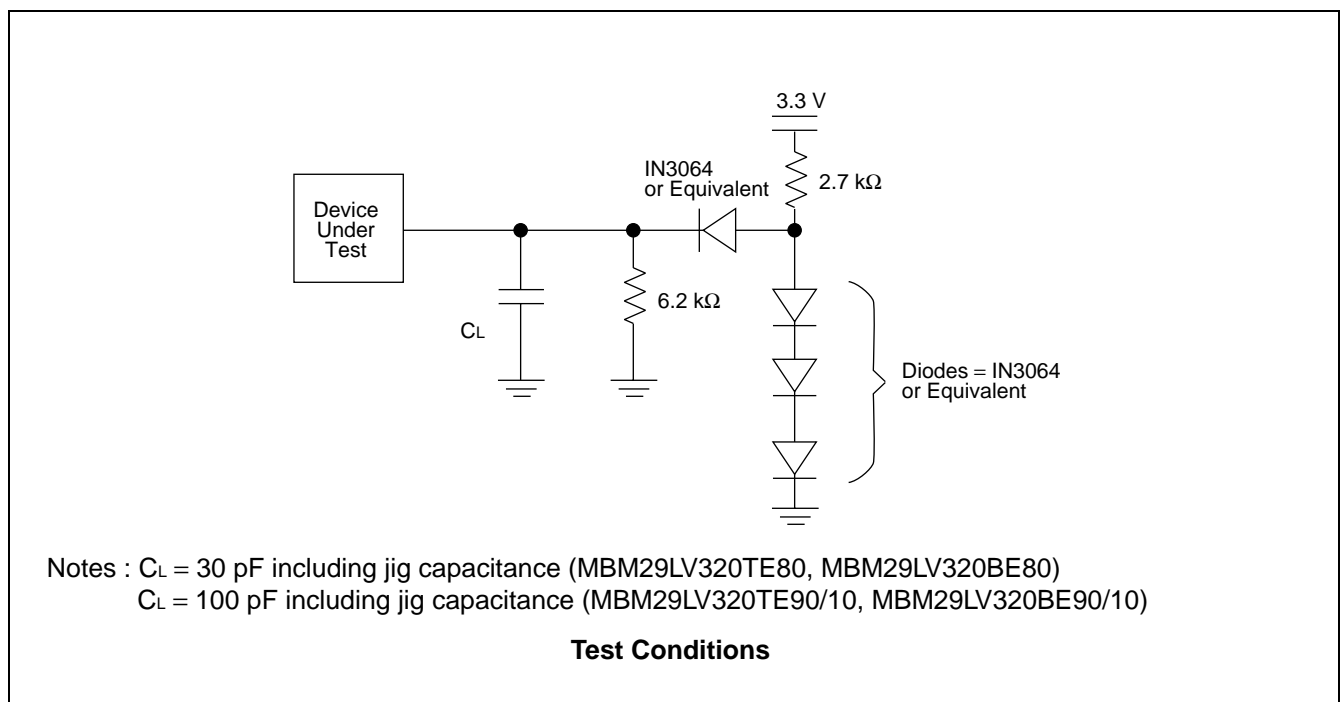 3.3 V
IN3064
or Equivalent
2.7 kΩ
Device
Under
Test
6.2 kΩ
CL
Diodes = IN3064
or Equivalent
Notes : CL = 30 pF including jig capacitance (MBM29LV320TE80, MBM29LV320BE80)
CL = 100 pF including jig capacitance (MBM29LV320TE90/10, MBM29LV320BE90/10)
Test Conditions